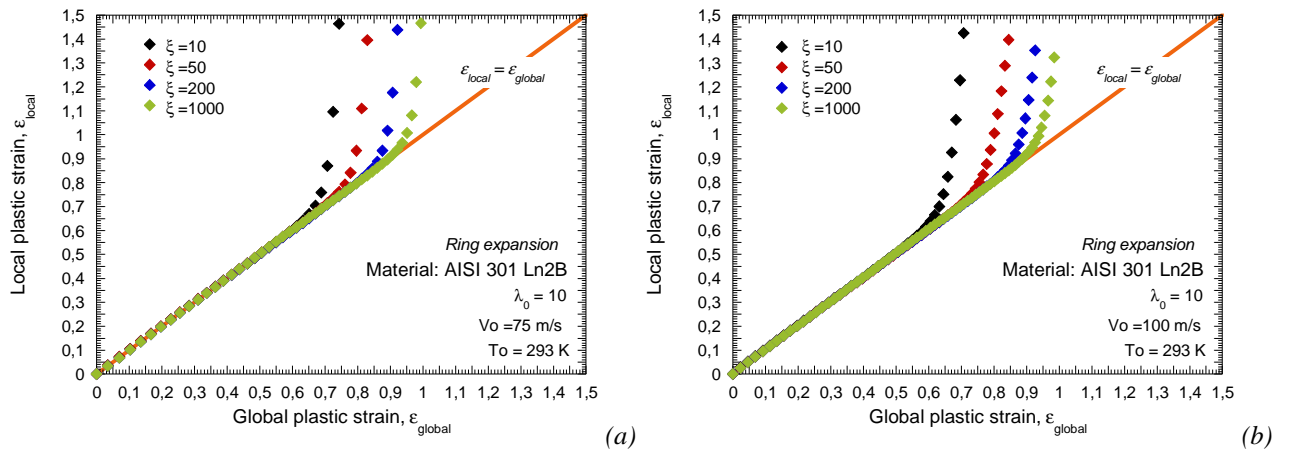 1,5
1,4
1,3
1,2
1,1
1
0,9
0,8
0,7
0,6
0,5
0,4
0,3
0,2
0,1
0
Local plastic strain, ε_local
ξ =10
ξ =50
ξ =200
ξ =1000
ε_local = ε_global
Ring expansion
Material: AISI 301 Ln2B
λ_0 = 10
Vo =75 m/s
To = 293 K
0 0,1 0,2 0,3 0,4 0,5 0,6 0,7 0,8 0,9 1 1,1 1,2 1,3 1,4 1,5
Global plastic strain, ε_global
(a)
1,5
1,4
1,3
1,2
1,1
1
0,9
0,8
0,7
0,6
0,5
0,4
0,3
0,2
0,1
0
Local plastic strain, ε_local
ξ =10
ξ =50
ξ =200
ξ =1000
ε_local = ε_global
Ring expansion
Material: AISI 301 Ln2B
λ_0 = 10
Vo =100 m/s
To = 293 K
0 0,1 0,2 0,3 0,4 0,5 0,6 0,7 0,8 0,9 1 1,1 1,2 1,3 1,4 1,5
Global plastic strain, ε_global
(b)